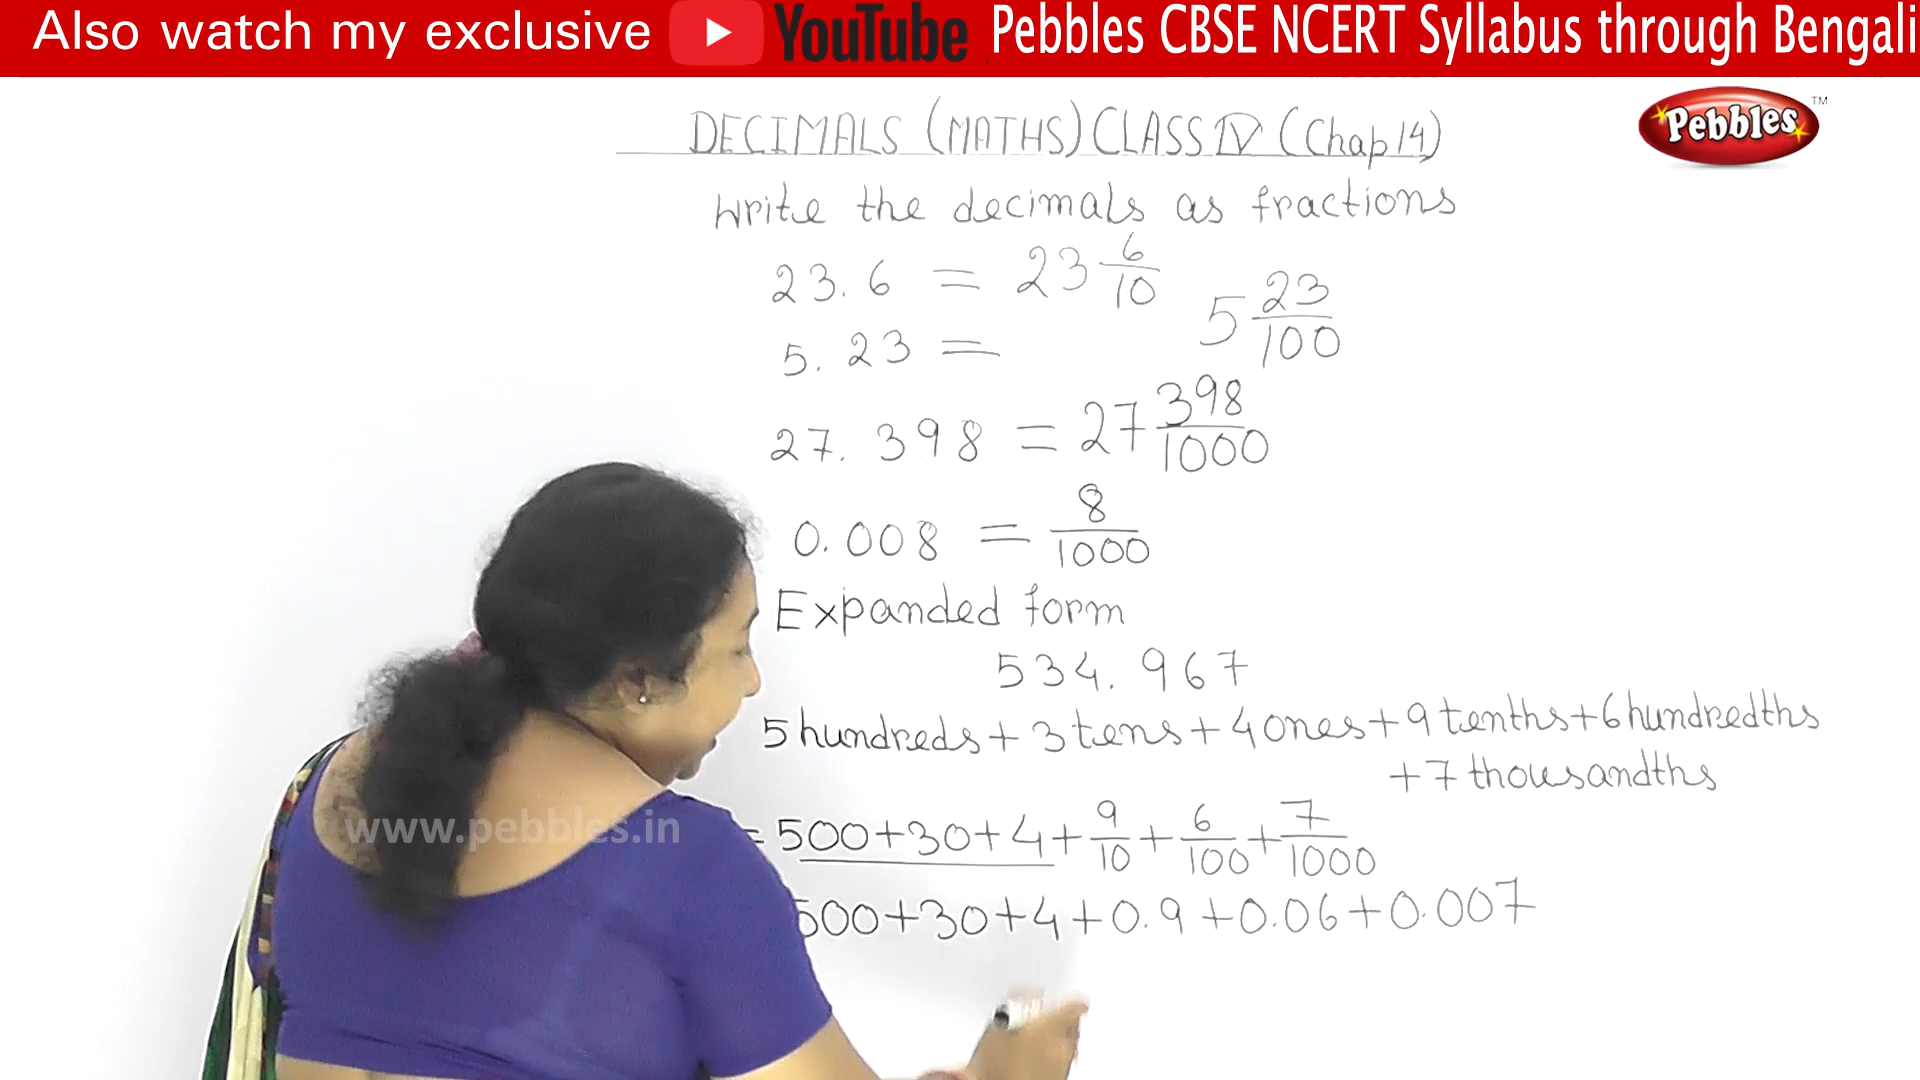 Also watch my exclusive YouTube Pebbles CBSE NCERT Syllabus through Bengali
Pebbles TM
DECIMALS (MATHS) CLASS IV (Chap 14)
Write the decimals as fractions
23.6 = 23 6/10
5.23 = 5 23/100
27.398 = 27 398/1000
0.008 = 8/1000
Expanded form
534.967
5 hundreds + 3 tens + 4 ones + 9 tenths + 6 hundredths
+ 7 thousandths
= 500 + 30 + 4 + 9/10 + 6/100 + 7/1000
500 + 30 + 4 + 0.9 + 0.06 + 0.007
www.pebbles.in